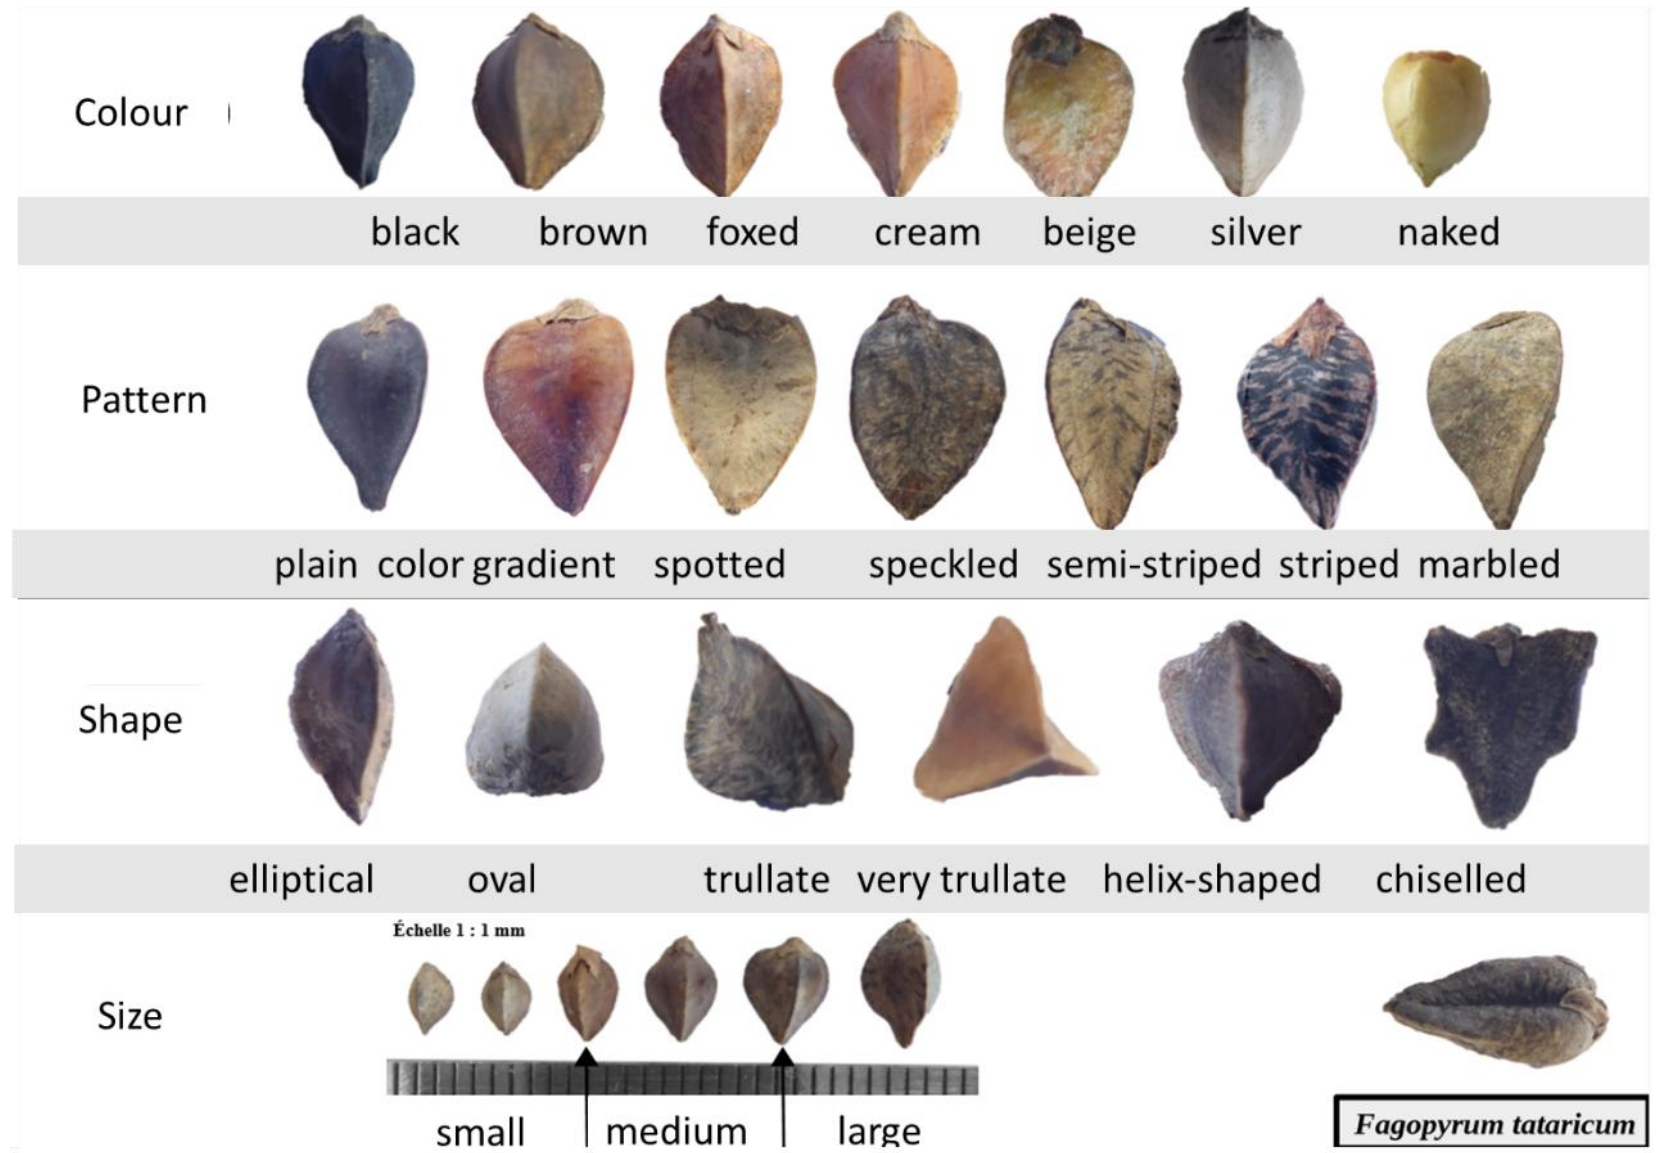 Colour
black brown foxed cream beige silver naked
Pattern
plain color gradient spotted speckled semi-striped striped marbled
Shape
elliptical oval trullate very trullate helix-shaped chiselled
Échelle 1 : 1 mm
Size
small medium large
Fagopyrum tataricum